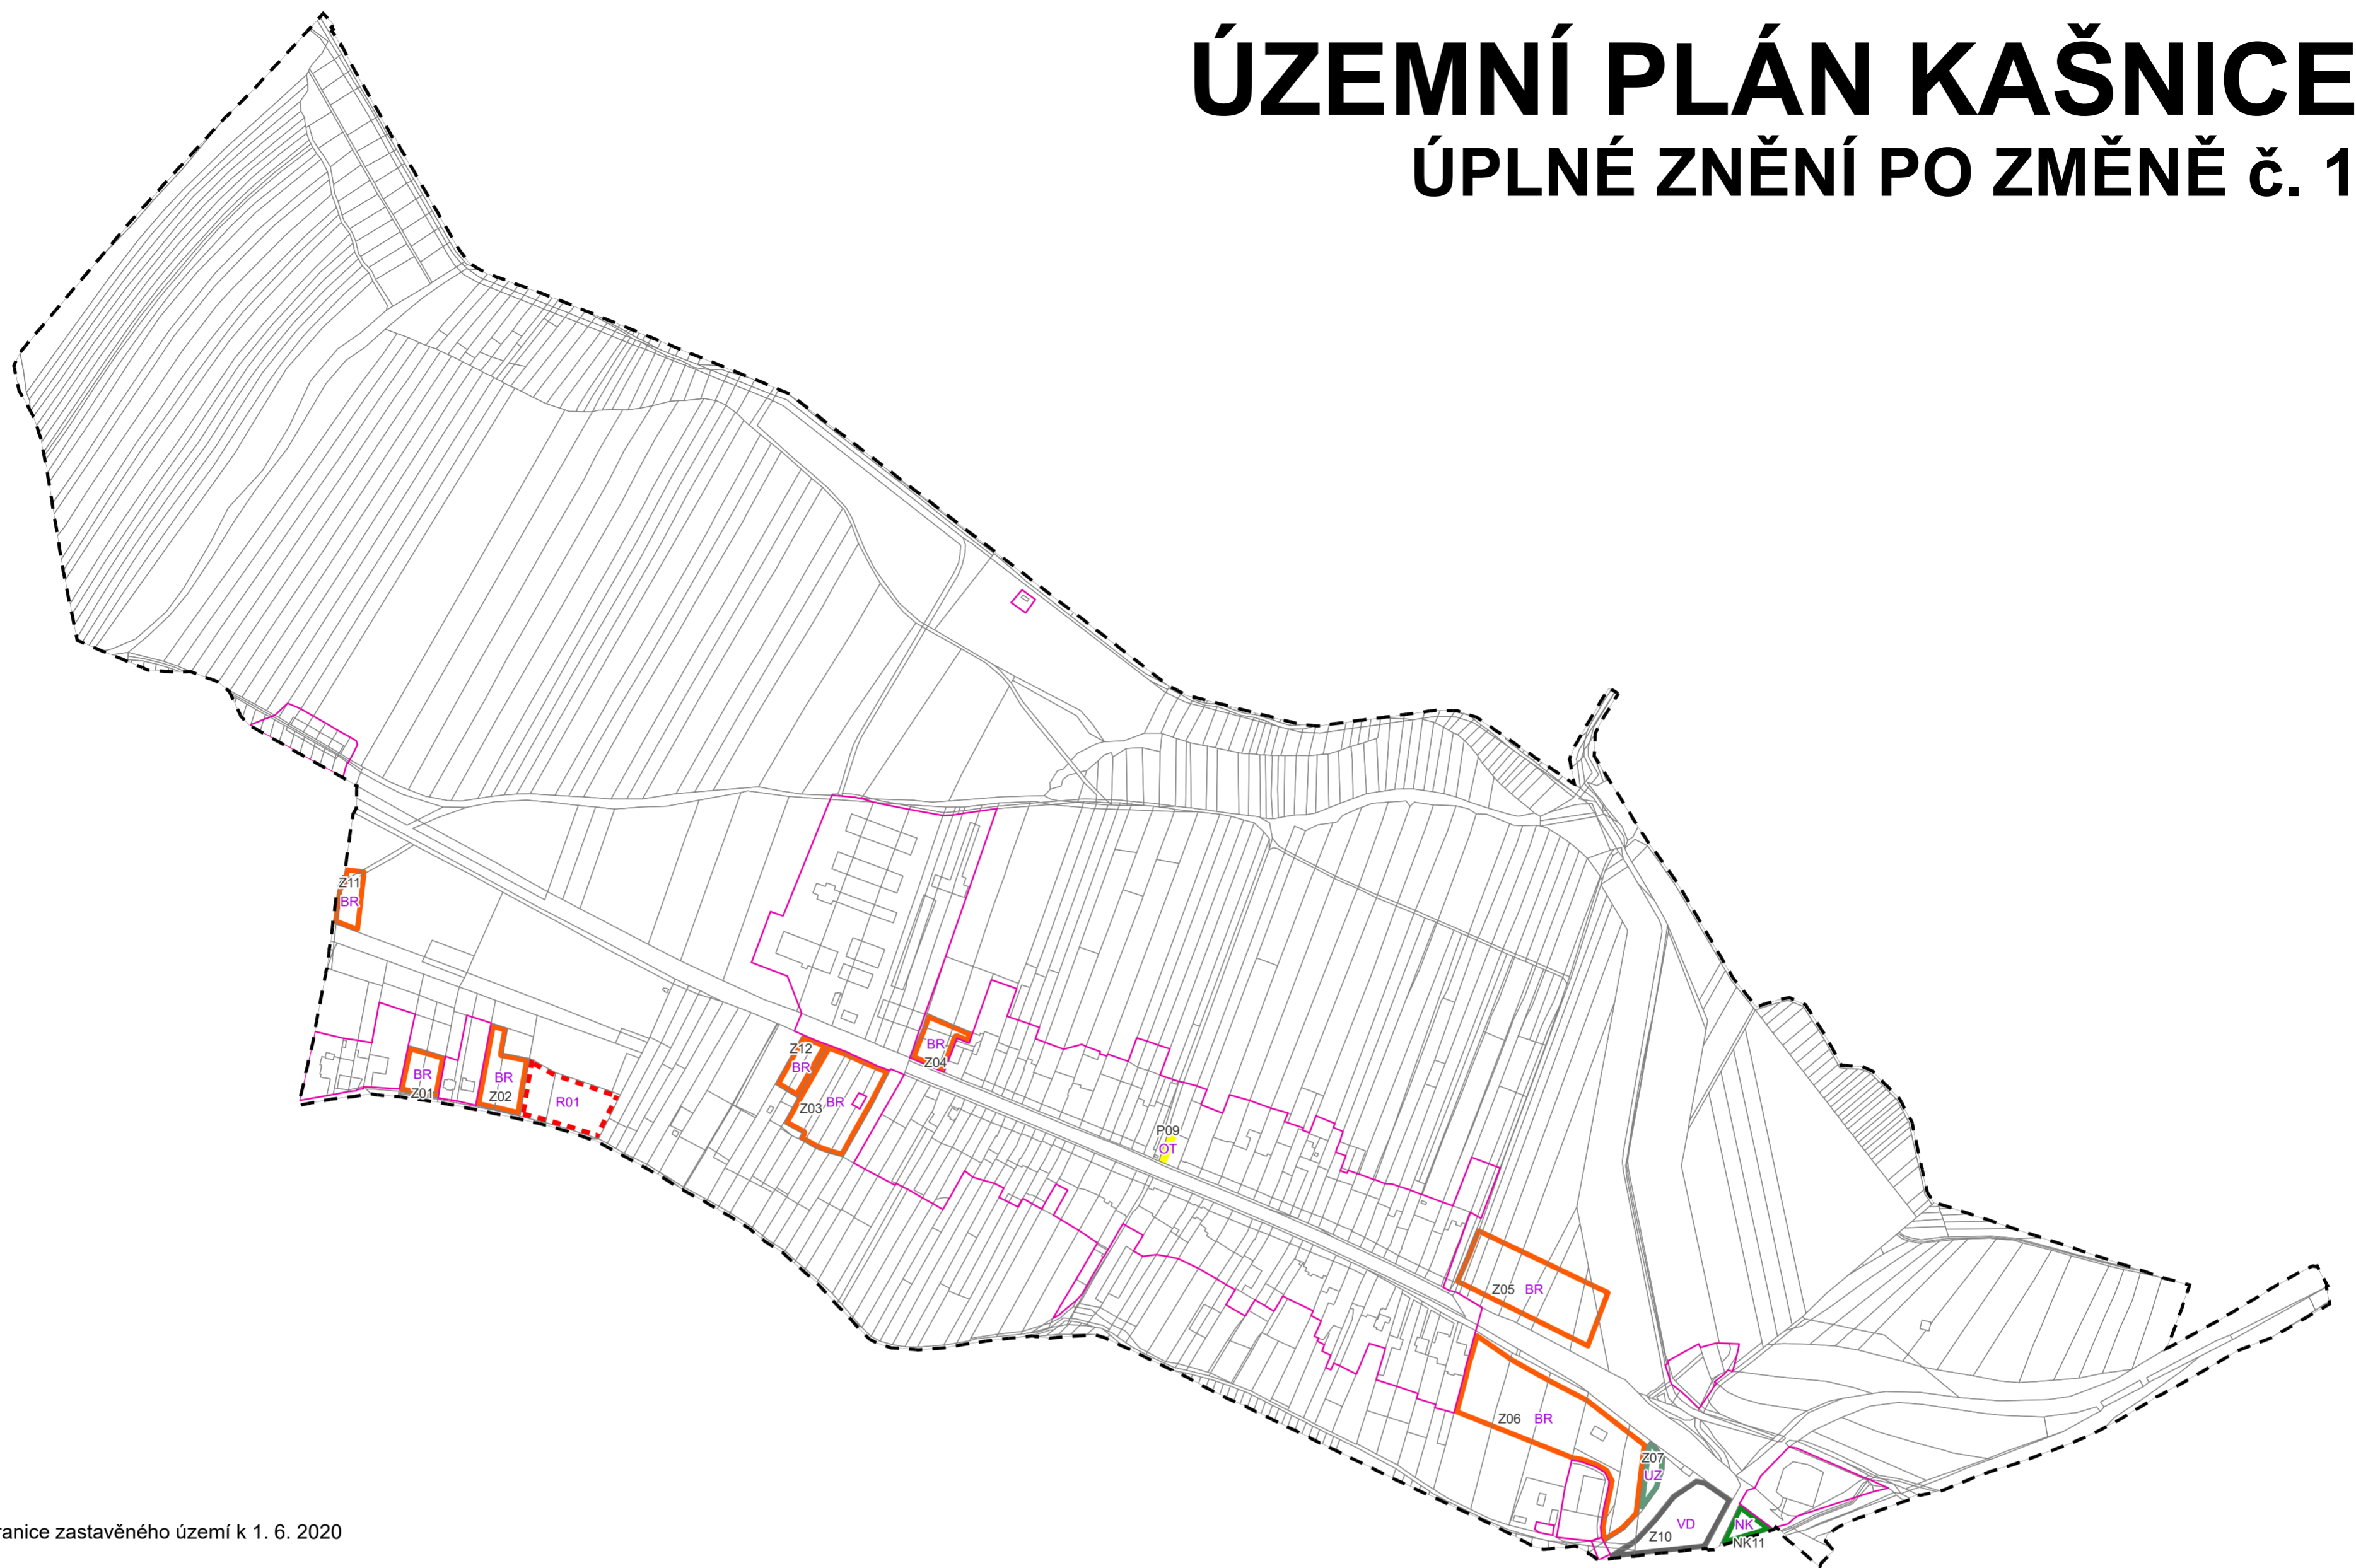 ÚZEMNÍ PLÁN KAŠNICE
ÚPLNÉ ZNĚNÍ PO ZMĚNĚ č. 1
Z11
BR
BR
Z01
BR
Z02
R01
Z12
BR
Z03 BR
BR
Z04
P09
OT
Z05 BR
Z06 BR
Z07
UZ
VD
Z10
NK
NK11
ranice zastavěného území k 1. 6. 2020